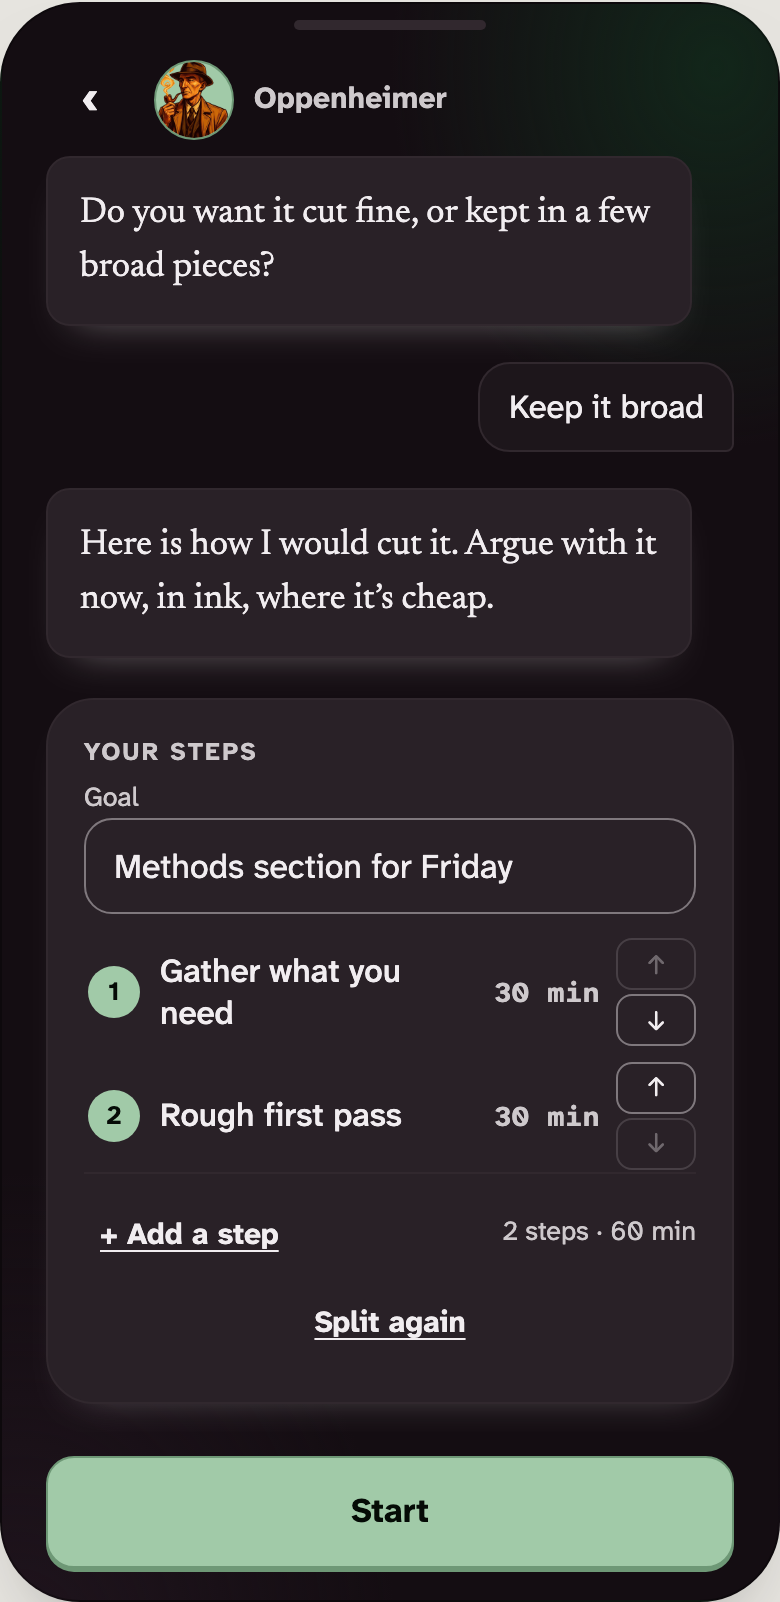 Oppenheimer
Do you want it cut fine, or kept in a few
broad pieces?
Keep it broad
Here is how I would cut it. Argue with it
now, in ink, where it’s cheap.
YOUR STEPS
Goal
Methods section for Friday
1 Gather what you need 30 min ↑ ↓
2 Rough first pass 30 min ↑ ↓
+ Add a step 2 steps · 60 min
Split again
Start